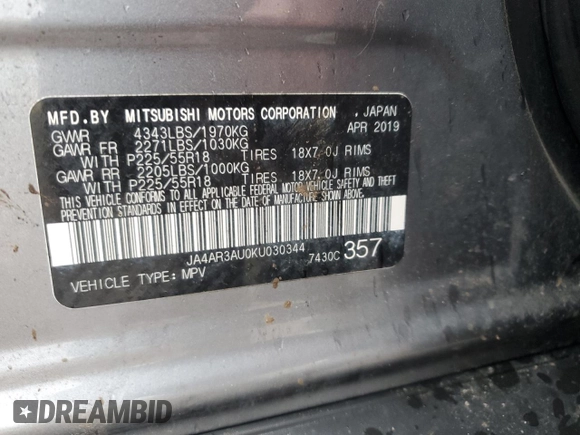 MFD.BY MITSUBISHI MOTORS CORPORATION , JAPAN
GVWR 4343LBS/1970KG APR 2019
GAWR FR 2271LBS/1030KG
WITH P225/55R18 TIRES 18X7.0J RIMS
GAWR RR 2205LBS/1000KG
WITH P225/55R18 TIRES 18X7.0J RIMS
THIS VEHICLE CONFORMS TO ALL APPLICABLE FEDERAL MOTOR VEHICLE SAFETY AND THEFT
PREVENTION STANDARDS IN EFFECT ON THE DATE OF MANUFACTURE SHOWN ABOVE.
JA4AR3AU0KU030344 7430C 357
VEHICLE TYPE: MPV
DREAMBID